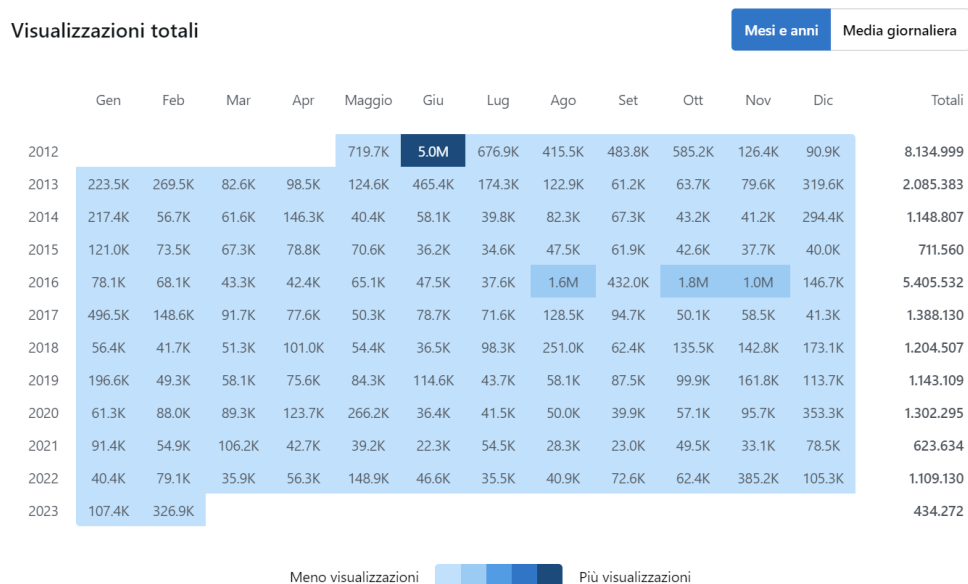 Visualizzazioni totali
Mesi e anni Media giornaliera
Gen Feb Mar Apr Maggio Giu Lug Ago Set Ott Nov Dic Totali
2012 719.7K 5.0M 676.9K 415.5K 483.8K 585.2K 126.4K 90.9K 8.134.999
2013 223.5K 269.5K 82.6K 98.5K 124.6K 465.4K 174.3K 122.9K 61.2K 63.7K 79.6K 319.6K 2.085.383
2014 217.4K 56.7K 61.6K 146.3K 40.4K 58.1K 39.8K 82.3K 67.3K 43.2K 41.2K 294.4K 1.148.807
2015 121.0K 73.5K 67.3K 78.8K 70.6K 36.2K 34.6K 47.5K 61.9K 42.6K 37.7K 40.0K 711.560
2016 78.1K 68.1K 43.3K 42.4K 65.1K 47.5K 37.6K 1.6M 432.0K 1.8M 1.0M 146.7K 5.405.532
2017 496.5K 148.6K 91.7K 77.6K 50.3K 78.7K 71.6K 128.5K 94.7K 50.1K 58.5K 41.3K 1.388.130
2018 56.4K 41.7K 51.3K 101.0K 54.4K 36.5K 98.3K 251.0K 62.4K 135.5K 142.8K 173.1K 1.204.507
2019 196.6K 49.3K 58.1K 75.6K 84.3K 114.6K 43.7K 58.1K 87.5K 99.9K 161.8K 113.7K 1.143.109
2020 61.3K 88.0K 89.3K 123.7K 266.2K 36.4K 41.5K 50.0K 39.9K 57.1K 95.7K 353.3K 1.302.295
2021 91.4K 54.9K 106.2K 42.7K 39.2K 22.3K 54.5K 28.3K 23.0K 49.5K 33.1K 78.5K 623.634
2022 40.4K 79.1K 35.9K 56.3K 148.9K 46.6K 35.5K 40.9K 72.6K 62.4K 385.2K 105.3K 1.109.130
2023 107.4K 326.9K 434.272
Meno visualizzazioni Più visualizzazioni